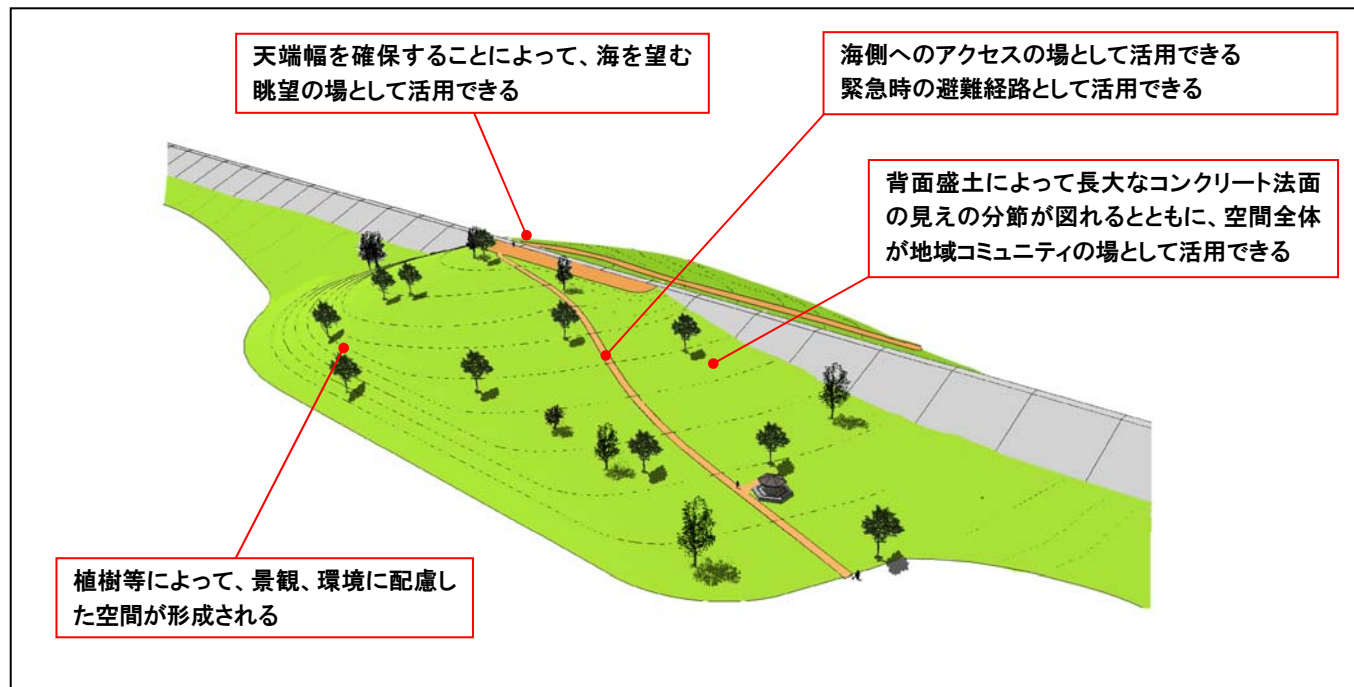 天端幅を確保することによって、海を望む
眺望の場として活用できる
海側へのアクセスの場として活用できる
緊急時の避難経路として活用できる
背面盛土によって長大なコンクリート法面
の見えの分節が図れるとともに、空間全体
が地域コミュニティの場として活用できる
植樹等によって、景観、環境に配慮し
た空間が形成される